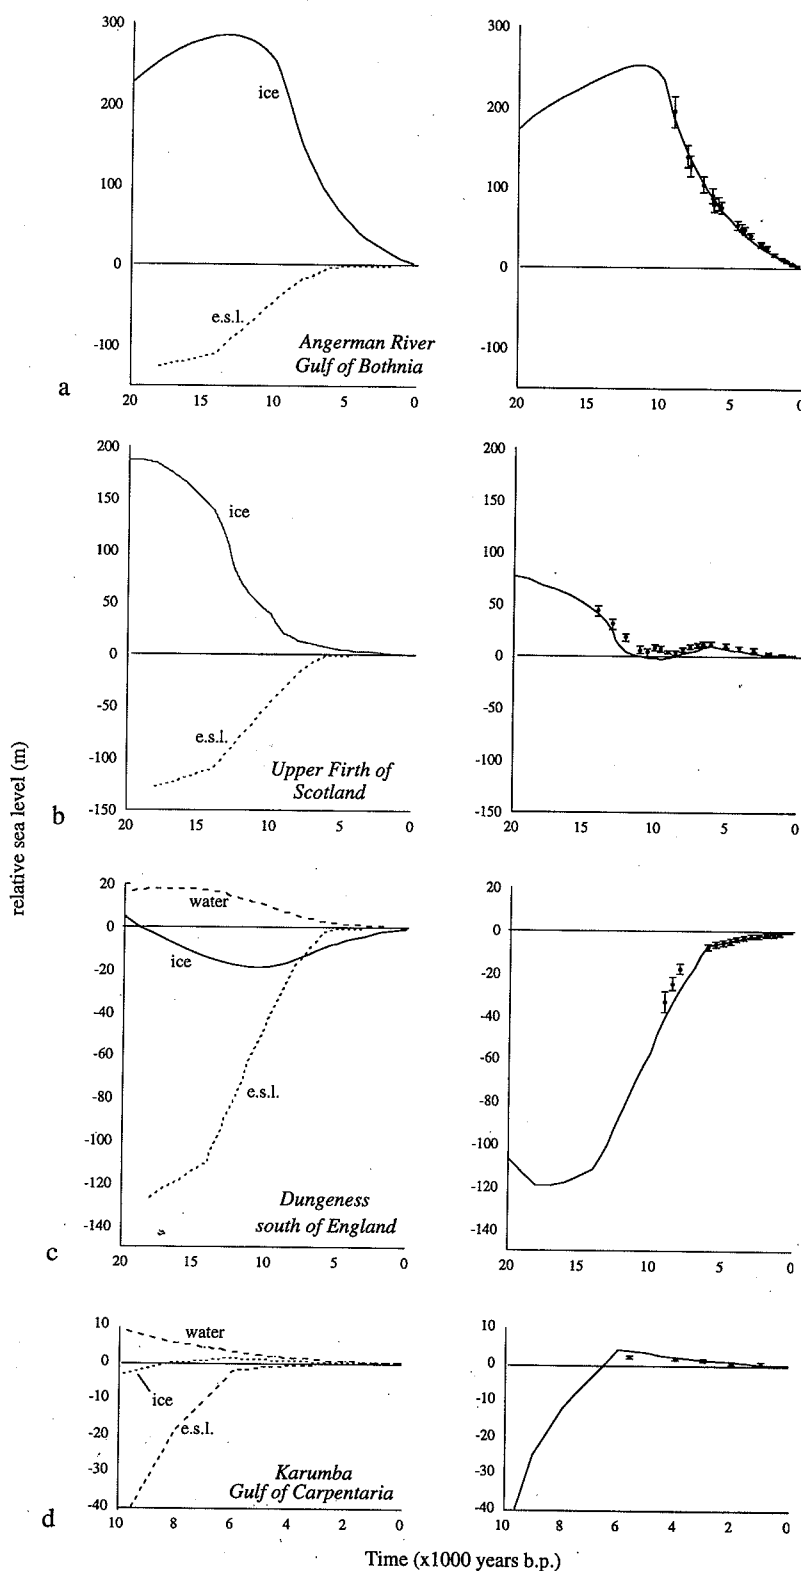 300
200
100
0
-100
ice
e.s.l.
Angerman River
Gulf of Bothnia
a
20 15 10 5 0
300
200
100
0
-100
20 15 10 5 0
200
150
100
50
0
-50
-100
-150
ice
e.s.l.
Upper Firth of
Scotland
b
20 15 10 5 0
200
150
100
50
0
-50
-100
-150
20 15 10 5 0
relative sea level (m)
20
0
-20
-40
-60
-80
-100
-120
-140
water
ice
e.s.l.
Dungeness
south of England
c
20 15 10 5 0
20
0
-20
-40
-60
-80
-100
-120
-140
20 15 10 5 0
10
0
-10
-20
-30
-40
water
ice
e.s.l.
Karumba
Gulf of Carpentaria
d
10 8 6 4 2 0
10
0
-10
-20
-30
-40
10 8 6 4 2 0
Time (x1000 years b.p.)